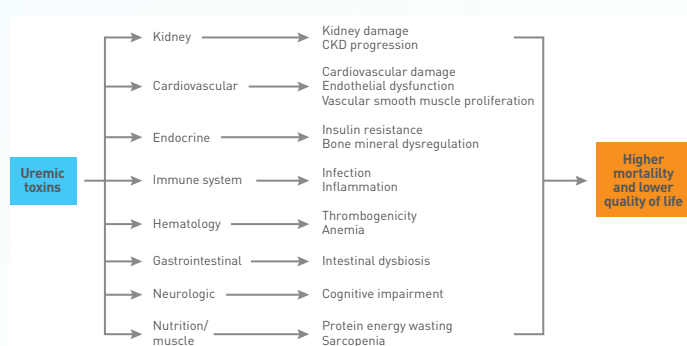 Uremic
toxins
Kidney
Kidney damage
CKD progression
Cardiovascular
Cardiovascular damage
Endothelial dysfunction
Vascular smooth muscle proliferation
Endocrine
Insulin resistance
Bone mineral dysregulation
Immune system
Infection
Inflammation
Hematology
Thrombogenicity
Anemia
Gastrointestinal
Intestinal dysbiosis
Neurologic
Cognitive impairment
Nutrition/
muscle
Protein energy wasting
Sarcopenia
Higher
mortalilty
and lower
quality of life